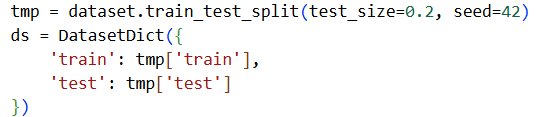 tmp = dataset.train_test_split(test_size=0.2, seed=42)
ds = DatasetDict({
    'train': tmp['train'],
    'test': tmp['test']
})